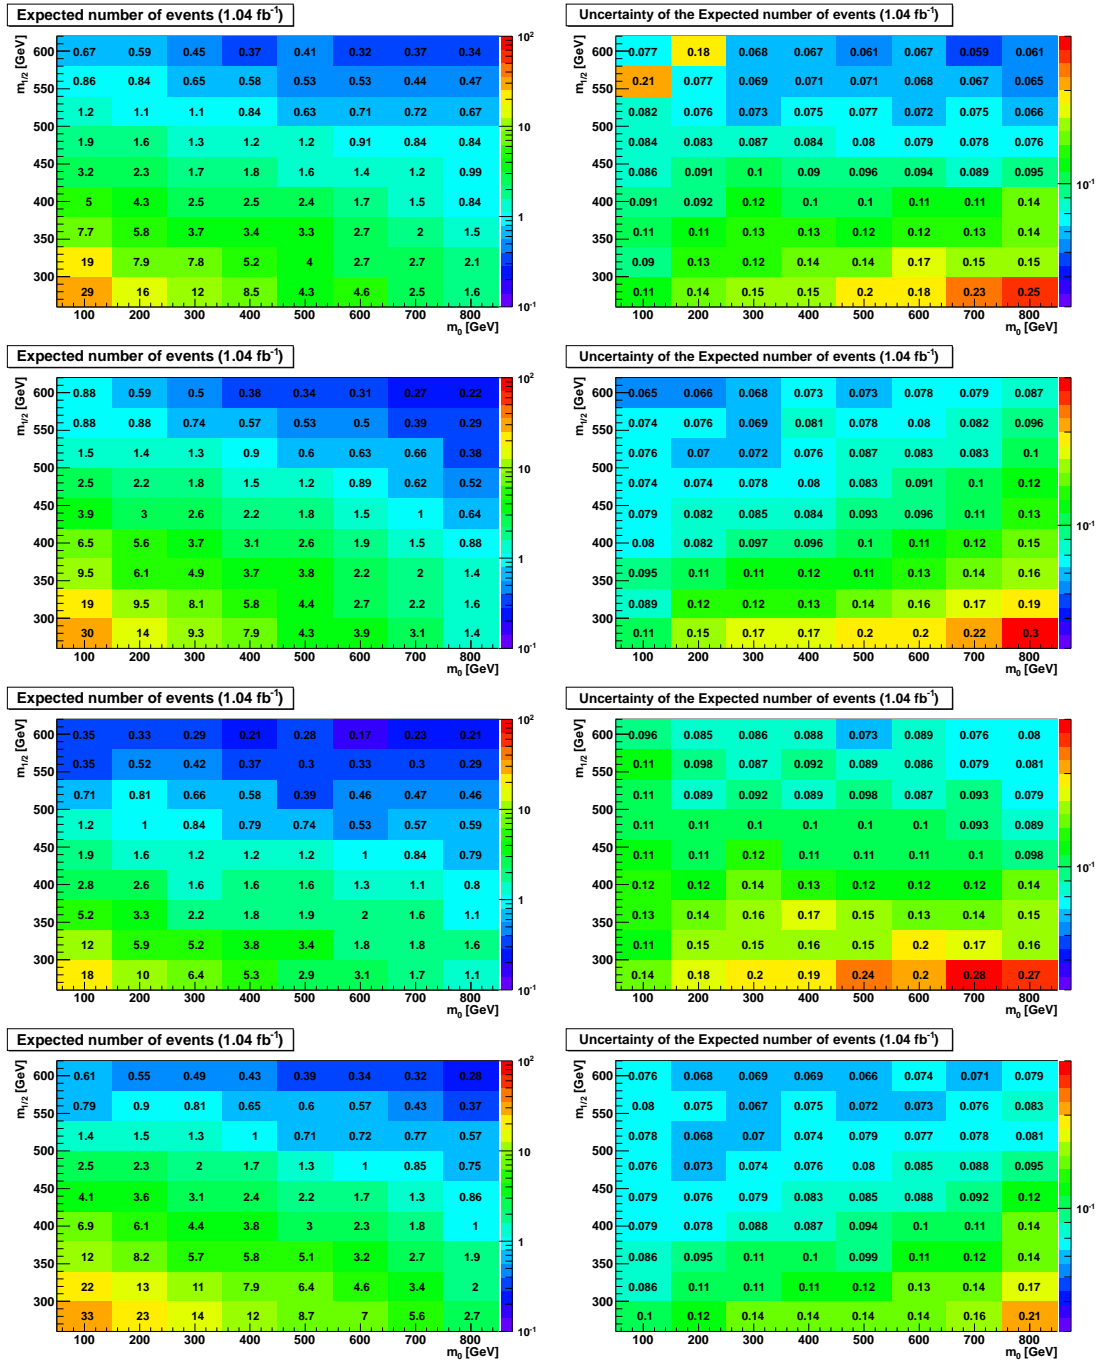 Expected number of events (1.04 fb⁻¹)
m₁/₂ [GeV]
600 0.67 0.59 0.45 0.37 0.41 0.32 0.37 0.34 10²
550 0.86 0.84 0.65 0.58 0.53 0.53 0.44 0.47
500 1.2 1.1 1.1 0.84 0.63 0.71 0.72 0.67 10
1.9 1.6 1.3 1.2 1.2 0.91 0.84 0.84
450 3.2 2.3 1.7 1.8 1.6 1.4 1.2 0.99
400 5 4.3 2.5 2.5 2.4 1.7 1.5 0.84 1
350 7.7 5.8 3.7 3.4 3.3 2.7 2 1.5
300 19 7.9 7.8 5.2 4 2.7 2.7 2.1
29 16 12 8.5 4.3 4.6 2.5 1.6 10⁻¹
100 200 300 400 500 600 700 800
m₀ [GeV]
Uncertainty of the Expected number of events (1.04 fb⁻¹)
m₁/₂ [GeV]
600 0.077 0.18 0.068 0.067 0.061 0.067 0.059 0.061
550 0.21 0.077 0.069 0.071 0.071 0.068 0.067 0.065
500 0.082 0.076 0.073 0.075 0.077 0.072 0.075 0.066
0.084 0.083 0.087 0.084 0.08 0.079 0.078 0.076
450 0.086 0.091 0.1 0.09 0.096 0.094 0.089 0.095 10⁻¹
400 0.091 0.092 0.12 0.1 0.1 0.11 0.11 0.14
350 0.11 0.11 0.13 0.13 0.12 0.12 0.13 0.14
300 0.09 0.13 0.12 0.14 0.14 0.17 0.15 0.15
0.11 0.14 0.15 0.15 0.2 0.18 0.23 0.25
100 200 300 400 500 600 700 800
m₀ [GeV]
Expected number of events (1.04 fb⁻¹)
m₁/₂ [GeV]
600 0.88 0.59 0.5 0.38 0.34 0.31 0.27 0.22 10²
550 0.88 0.88 0.74 0.57 0.53 0.5 0.39 0.29
500 1.5 1.4 1.3 0.9 0.6 0.63 0.66 0.38 10
2.5 2.2 1.8 1.5 1.2 0.89 0.62 0.52
450 3.9 3 2.6 2.2 1.8 1.5 1 0.64
400 6.5 5.6 3.7 3.1 2.6 1.9 1.5 0.88 1
350 9.5 6.1 4.9 3.7 3.8 2.2 2 1.4
300 19 9.5 8.1 5.8 4.4 2.7 2.2 1.6
30 14 9.3 7.9 4.3 3.9 3.1 1.4 10⁻¹
100 200 300 400 500 600 700 800
m₀ [GeV]
Uncertainty of the Expected number of events (1.04 fb⁻¹)
m₁/₂ [GeV]
600 0.065 0.066 0.068 0.073 0.073 0.078 0.079 0.087
550 0.074 0.076 0.069 0.081 0.078 0.08 0.082 0.096
500 0.076 0.07 0.072 0.076 0.087 0.083 0.083 0.1
0.074 0.074 0.078 0.08 0.083 0.091 0.1 0.12
450 0.079 0.082 0.085 0.084 0.093 0.096 0.11 0.13 10⁻¹
400 0.08 0.082 0.097 0.096 0.1 0.11 0.12 0.15
350 0.095 0.11 0.11 0.12 0.11 0.13 0.14 0.16
300 0.089 0.12 0.12 0.13 0.14 0.16 0.17 0.19
0.11 0.15 0.17 0.17 0.2 0.2 0.22 0.3
100 200 300 400 500 600 700 800
m₀ [GeV]
Expected number of events (1.04 fb⁻¹)
m₁/₂ [GeV]
600 0.35 0.33 0.29 0.21 0.28 0.17 0.23 0.21 10²
550 0.35 0.52 0.42 0.37 0.3 0.33 0.3 0.29
500 0.71 0.81 0.66 0.58 0.39 0.46 0.47 0.46 10
1.2 1 0.84 0.79 0.74 0.53 0.57 0.59
450 1.9 1.6 1.2 1.2 1.2 1 0.84 0.79
400 2.8 2.6 1.6 1.6 1.6 1.3 1.1 0.8 1
350 5.2 3.3 2.2 1.8 1.9 2 1.6 1.1
300 12 5.9 5.2 3.8 3.4 1.8 1.8 1.6
18 10 6.4 5.3 2.9 3.1 1.7 1.1 10⁻¹
100 200 300 400 500 600 700 800
m₀ [GeV]
Uncertainty of the Expected number of events (1.04 fb⁻¹)
m₁/₂ [GeV]
600 0.096 0.085 0.086 0.088 0.073 0.089 0.076 0.08
550 0.11 0.098 0.087 0.092 0.089 0.086 0.079 0.081
500 0.11 0.089 0.092 0.089 0.098 0.087 0.093 0.079
0.11 0.11 0.1 0.1 0.1 0.1 0.093 0.089
450 0.11 0.11 0.12 0.11 0.11 0.11 0.1 0.098 10⁻¹
400 0.12 0.12 0.14 0.13 0.12 0.12 0.12 0.14
350 0.13 0.14 0.16 0.17 0.15 0.13 0.14 0.15
300 0.11 0.15 0.15 0.16 0.15 0.2 0.17 0.16
0.14 0.18 0.2 0.19 0.24 0.2 0.28 0.27
100 200 300 400 500 600 700 800
m₀ [GeV]
Expected number of events (1.04 fb⁻¹)
m₁/₂ [GeV]
600 0.61 0.55 0.49 0.43 0.39 0.34 0.32 0.28 10²
550 0.79 0.9 0.81 0.65 0.6 0.57 0.43 0.37
500 1.4 1.5 1.3 1 0.71 0.72 0.77 0.57 10
2.5 2.3 2 1.7 1.3 1 0.85 0.75
450 4.1 3.6 3.1 2.4 2.2 1.7 1.3 0.86
400 6.9 6.1 4.4 3.8 3 2.3 1.8 1 1
350 12 8.2 5.7 5.8 5.1 3.2 2.7 1.9
300 22 13 11 7.9 6.4 4.6 3.4 2
33 23 14 12 8.7 7 5.6 2.7 10⁻¹
100 200 300 400 500 600 700 800
m₀ [GeV]
Uncertainty of the Expected number of events (1.04 fb⁻¹)
m₁/₂ [GeV]
600 0.076 0.068 0.069 0.069 0.066 0.074 0.071 0.079
550 0.08 0.075 0.067 0.075 0.072 0.073 0.076 0.083
500 0.078 0.068 0.07 0.074 0.079 0.077 0.078 0.081
0.076 0.073 0.074 0.076 0.08 0.085 0.088 0.095
450 0.079 0.076 0.079 0.083 0.085 0.088 0.092 0.12 10⁻¹
400 0.079 0.078 0.088 0.087 0.094 0.1 0.11 0.14
350 0.086 0.095 0.11 0.1 0.099 0.11 0.12 0.14
300 0.086 0.11 0.11 0.11 0.12 0.13 0.14 0.17
0.1 0.12 0.14 0.14 0.14 0.14 0.16 0.21
100 200 300 400 500 600 700 800
m₀ [GeV]